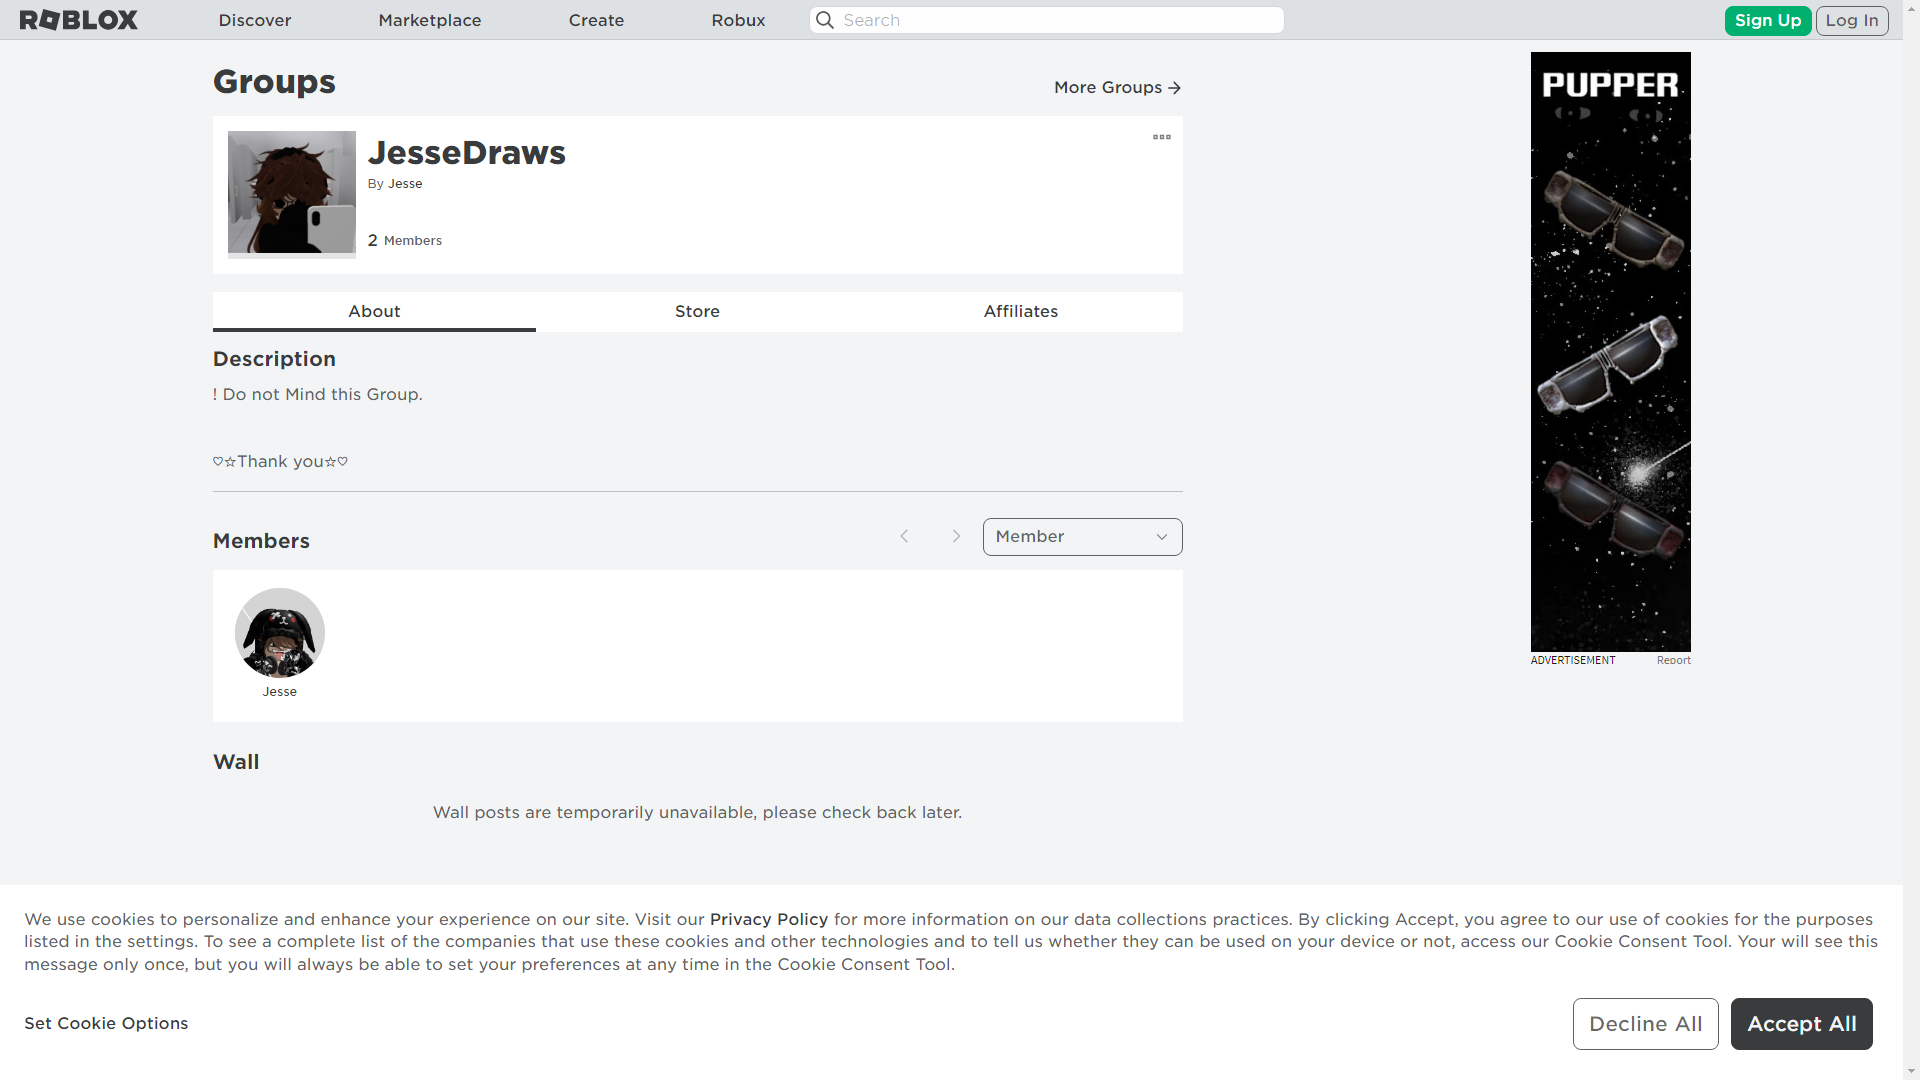 ROBLOX
Discover
Marketplace
Create
Robux
Search
Sign Up
Log In
Groups
More Groups
JesseDraws
By Jesse
2 Members
About
Store
Affiliates
Description
! Do not Mind this Group.
♡☆Thank you☆♡
Members
Member
Jesse
Wall
Wall posts are temporarily unavailable, please check back later.
PUPPER
ADVERTISEMENT
Report
We use cookies to personalize and enhance your experience on our site. Visit our Privacy Policy for more information on our data collections practices. By clicking Accept, you agree to our use of cookies for the purposes
listed in the settings. To see a complete list of the companies that use these cookies and other technologies and to tell us whether they can be used on your device or not, access our Cookie Consent Tool. Your will see this
message only once, but you will always be able to set your preferences at any time in the Cookie Consent Tool.
Set Cookie Options
Decline All
Accept All